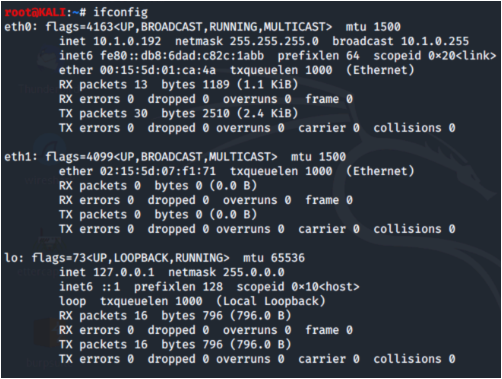 root@KALI:~# ifconfig
eth0: flags=4163<UP,BROADCAST,RUNNING,MULTICAST>  mtu 1500
        inet 10.1.0.192  netmask 255.255.255.0  broadcast 10.1.0.255
        inet6 fe80::db8:6dad:c82c:1abb  prefixlen 64  scopeid 0×20<link>
        ether 00:15:5d:01:ca:4a  txqueuelen 1000  (Ethernet)
        RX packets 13  bytes 1189 (1.1 KiB)
        RX errors 0  dropped 0  overruns 0  frame 0
        TX packets 30  bytes 2510 (2.4 KiB)
        TX errors 0  dropped 0 overruns 0  carrier 0  collisions 0
eth1: flags=4099<UP,BROADCAST,MULTICAST>  mtu 1500
        ether 02:15:5d:07:f1:71  txqueuelen 1000  (Ethernet)
        RX packets 0  bytes 0 (0.0 B)
        RX errors 0  dropped 0  overruns 0  frame 0
        TX packets 0  bytes 0 (0.0 B)
        TX errors 0  dropped 0 overruns 0  carrier 0  collisions 0
lo: flags=73<UP,LOOPBACK,RUNNING>  mtu 65536
        inet 127.0.0.1  netmask 255.0.0.0
        inet6 ::1  prefixlen 128  scopeid 0×10<host>
        loop  txqueuelen 1000  (Local Loopback)
        RX packets 16  bytes 796 (796.0 B)
        RX errors 0  dropped 0  overruns 0  frame 0
        TX packets 16  bytes 796 (796.0 B)
        TX errors 0  dropped 0 overruns 0  carrier 0  collisions 0